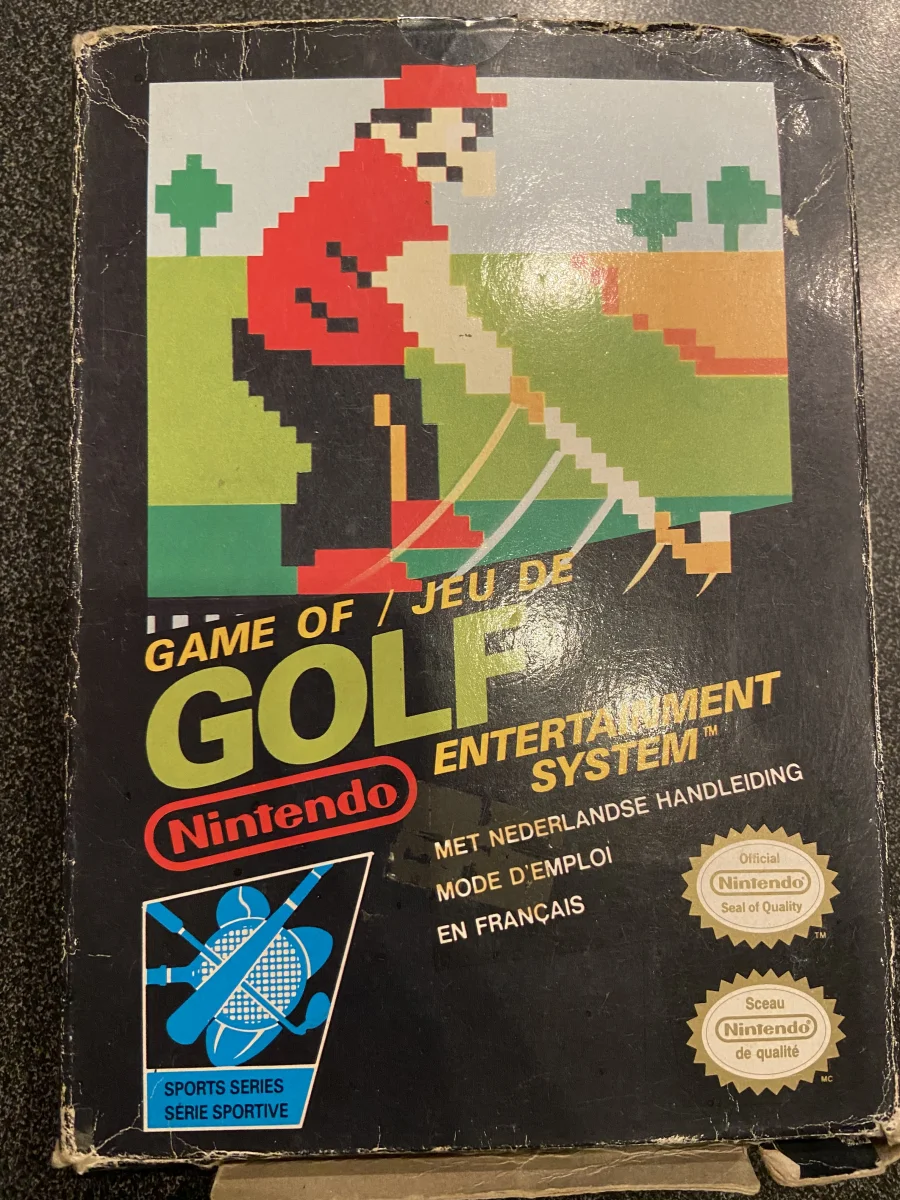 GAME OF / JEU DE
GOLF
Nintendo
ENTERTAINMENT
SYSTEM™
MET NEDERLANDSE HANDLEIDING
MODE D'EMPLOI
EN FRANÇAIS
Official
Nintendo®
Seal of Quality
TM
Sceau
Nintendo®
de qualité
MC
SPORTS SERIES
SÉRIE SPORTIVE